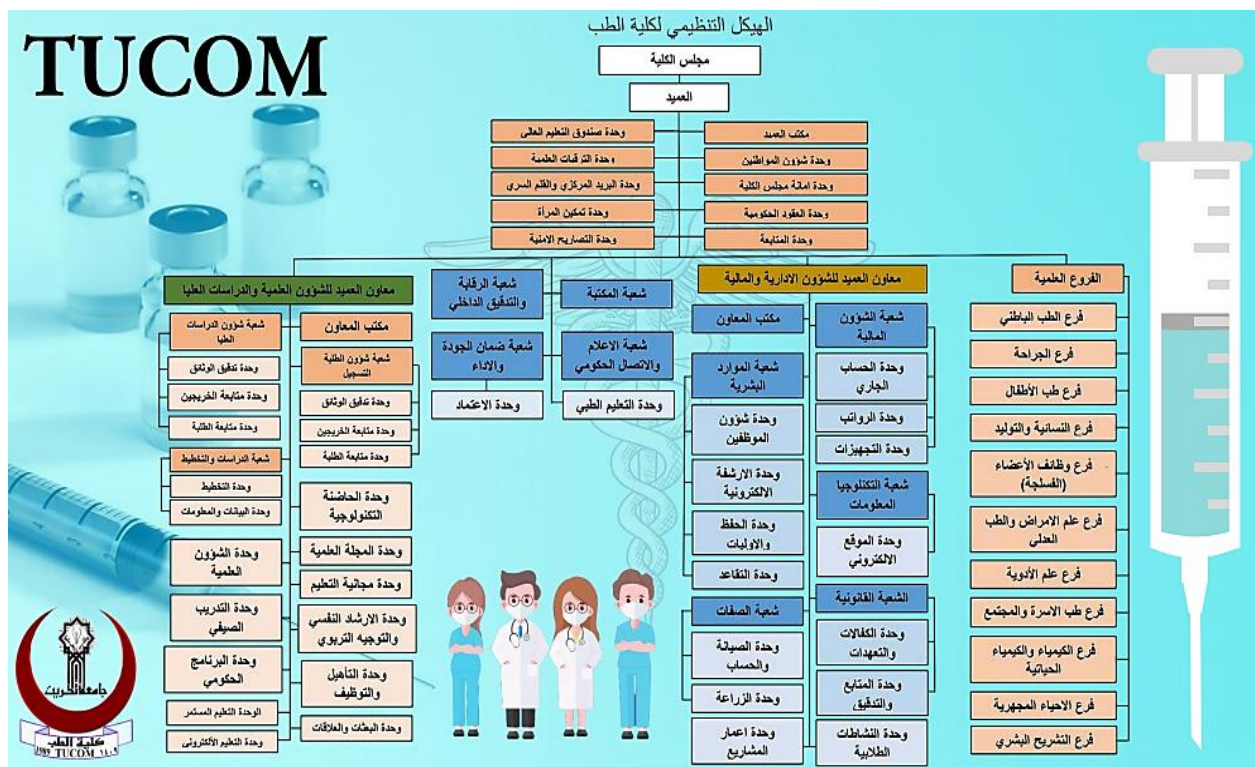 الهيكل التنظيمي لكلية الطب
TUCOM
مجلس الكلية
العميد
مكتب العميد
وحدة صندوق التعليم العالي
وحدة شؤون المواطنين
وحدة الترقيات العلمية
وحدة امانة مجلس الكلية
وحدة البريد المركزي والقلم السري
وحدة العقود الحكومية
وحدة تمكين المرأة
وحدة المتابعة
وحدة التصاريح الامنية
الفروع العلمية
فرع الطب الباطني
فرع الجراحة
فرع طب الأطفال
فرع النسائية والتوليد
فرع وظائف الأعضاء
(الفسلجة)
فرع علم الامراض والطب
العدلي
فرع علم الأدوية
فرع طب الاسرة والمجتمع
فرع الكيمياء والكيمياء
الحياتية
فرع الاحياء المجهرية
فرع التشريح البشري
معاون العميد للشؤون الادارية والمالية
شعبة الشؤون
المالية
وحدة الحساب
الجاري
وحدة الرواتب
وحدة التجهيزات
شعبة التكنلوجيا
المعلومات
وحدة الموقع
الالكتروني
الشعبة القانونية
وحدة الكفالات
والتعهدات
وحدة المتابع
والتدقيق
وحدة النشاطات
الطلابية
مكتب المعاون
شعبة الموارد
البشرية
وحدة شؤون
الموظفين
وحدة الارشفة
الالكترونية
وحدة الحفظ
والاوليات
وحدة التقاعد
شعبة الصفات
وحدة الصيانة
والحساب
وحدة الزراعة
وحدة اعمار
المشاريع
شعبة المكتبة
شعبة الاعلام
والاتصال الحكومي
وحدة التعليم الطبي
شعبة الرقابة
والتدقيق الداخلي
شعبة ضمان الجودة
والاداء
وحدة الاعتماد
معاون العميد للشؤون العلمية والدراسات العليا
مكتب المعاون
شعبة شؤون الطلبة
التسجيل
وحدة تدقيق الوثائق
وحدة متابعة الخريجين
وحدة متابعة الطلبة
وحدة الحاضنة
التكنولوجية
وحدة المجلة العلمية
وحدة مجانية التعليم
وحدة الارشاد النفسي
والتوجيه التربوي
وحدة التأهيل
والتوظيف
وحدة البعثات والعلاقات
شعبة شؤون الدراسات
العليا
وحدة تدقيق الوثائق
وحدة متابعة الخريجين
وحدة متابعة الطلبة
شعبة الدراسات والتخطيط
وحدة التخطيط
وحدة البيانات والمعلومات
وحدة الشؤون
العلمية
وحدة التدريب
الصيفي
وحدة البرنامج
الحكومي
الوحدة التعليم المستمر
وحدة التعليم الألكتروني
جامعة تكريت
كلية الطب
1989 TUCOM ١٤٠٩